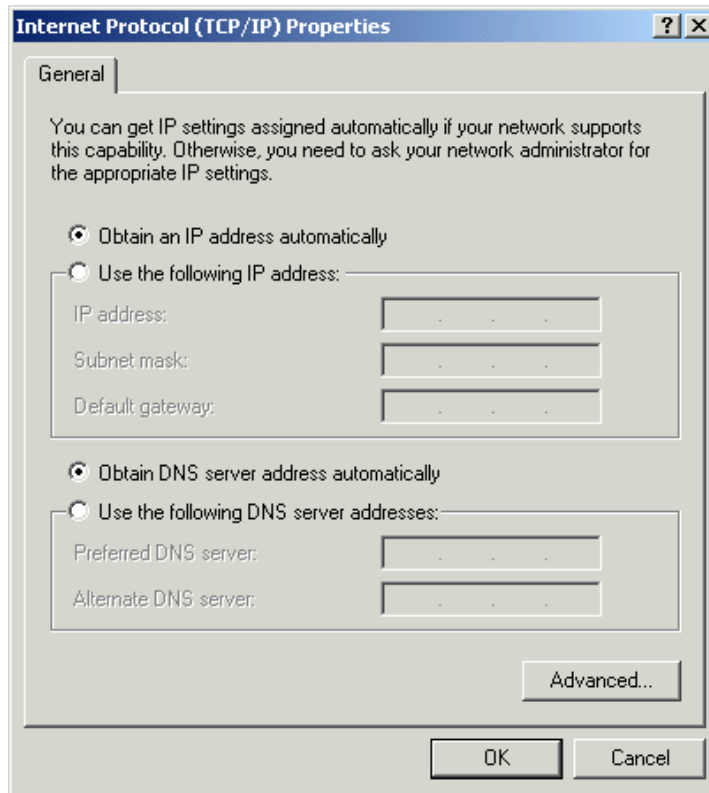 Internet Protocol (TCP/IP) Properties
General
You can get IP settings assigned automatically if your network supports
this capability. Otherwise, you need to ask your network administrator for
the appropriate IP settings.
Obtain an IP address automatically
Use the following IP address:
IP address:
Subnet mask:
Default gateway:
Obtain DNS server address automatically
Use the following DNS server addresses:
Preferred DNS server:
Alternate DNS server:
Advanced...
OK Cancel